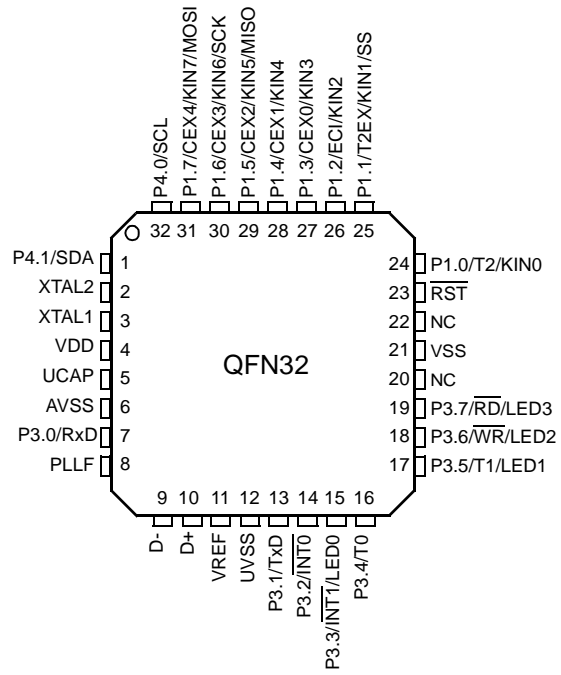 P4.0/SCL
P1.7/CEX4/KIN7/MOSI
P1.6/CEX3/KIN6/SCK
P1.5/CEX2/KIN5/MISO
P1.4/CEX1/KIN4
P1.3/CEX0/KIN3
P1.2/ECI/KIN2
P1.1/T2EX/KIN1/SS
32 31 30 29 28 27 26 25
P4.1/SDA 1
XTAL2 2
XTAL1 3
VDD 4
UCAP 5
AVSS 6
P3.0/RxD 7
PLLF 8
QFN32
24 P1.0/T2/KIN0
23 RST
22 NC
21 VSS
20 NC
19 P3.7/RD/LED3
18 P3.6/WR/LED2
17 P3.5/T1/LED1
9 10 11 12 13 14 15 16
D-
D+
VREF
UVSS
P3.1/TxD
P3.2/INT0
P3.3/INT1/LED0
P3.4/T0